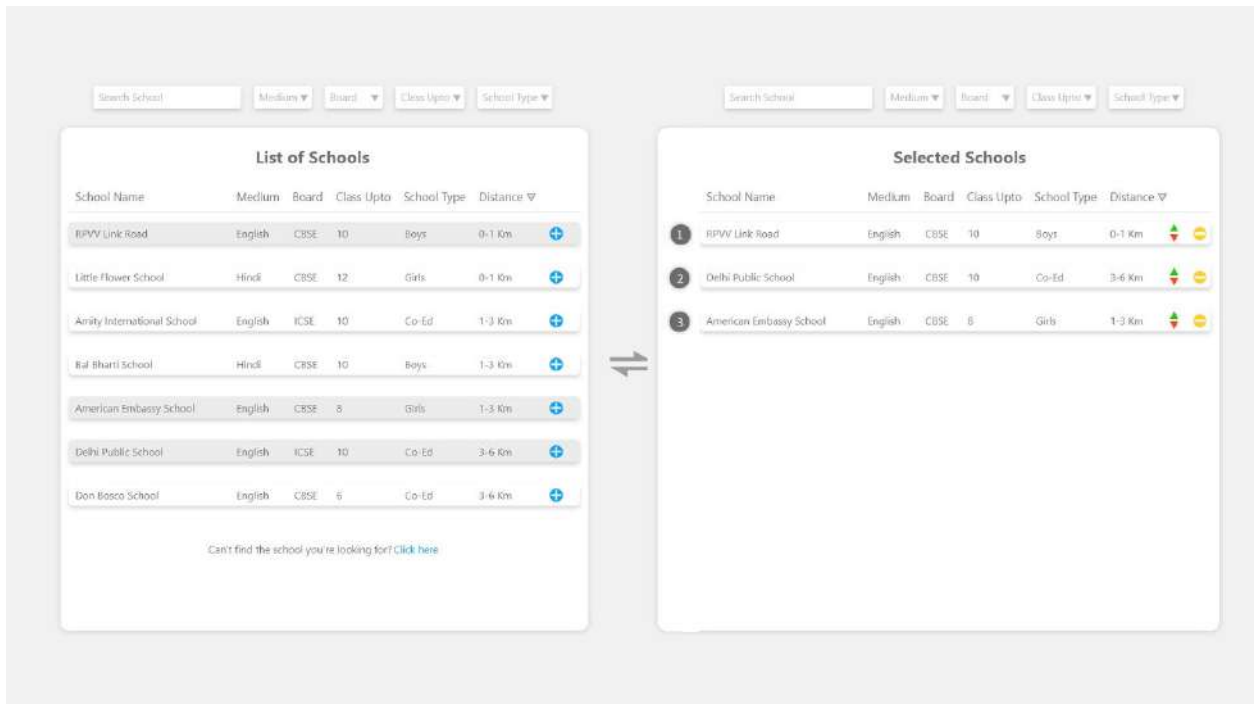 Search School Medium ▼ Board ▼ Class Upto ▼ School Type ▼
List of Schools
School Name Medium Board Class Upto School Type Distance ▽
RPVV Link Road English CBSE 10 Boys 0-1 Km
Little Flower School Hindi CBSE 12 Girls 0-1 Km
Amity International School English ICSE 10 Co-Ed 1-3 Km
Bal Bharti School Hindi CBSE 10 Boys 1-3 Km
American Embassy School English CBSE 8 Girls 1-3 Km
Delhi Public School English ICSE 10 Co-Ed 3-6 Km
Don Bosco School English CBSE 6 Co-Ed 3-6 Km
Can't find the school you're looking for? Click here
Search School Medium ▼ Board ▼ Class Upto ▼ School Type ▼
Selected Schools
School Name Medium Board Class Upto School Type Distance ▽
1 RPVV Link Road English CBSE 10 Boys 0-1 Km
2 Delhi Public School English CBSE 10 Co-Ed 3-6 Km
3 American Embassy School English CBSE 8 Girls 1-3 Km